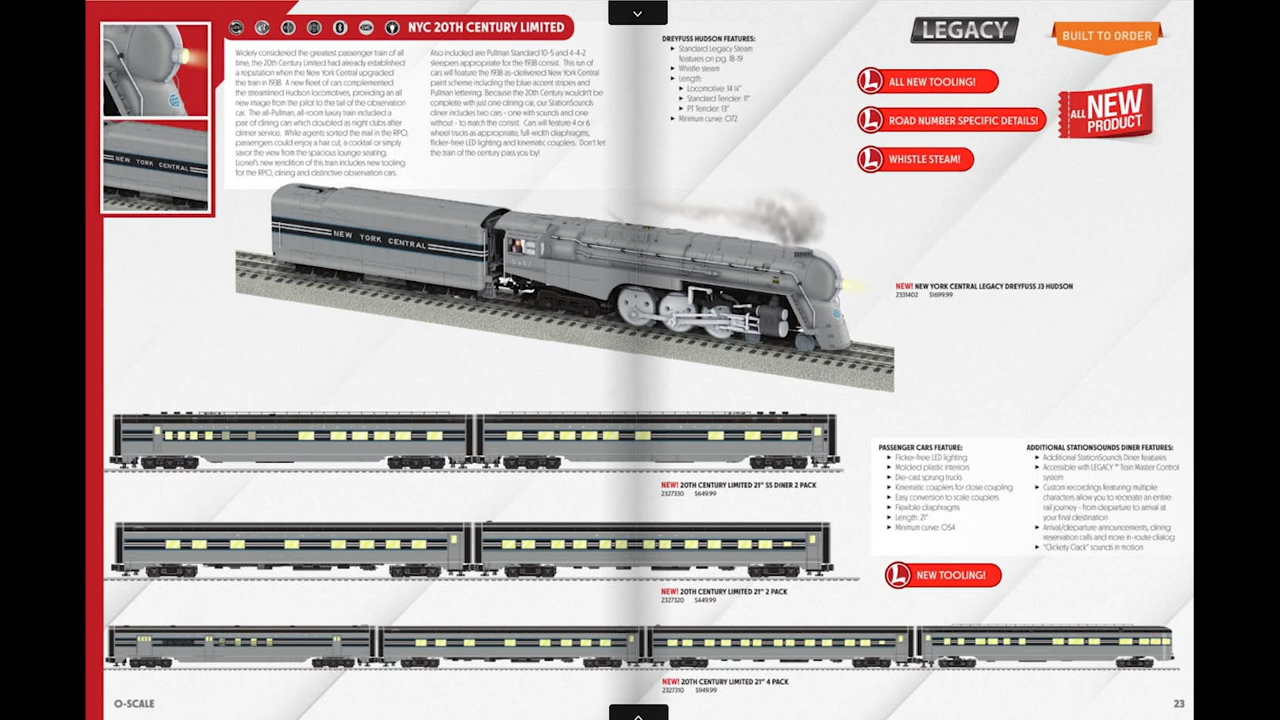 NYC 20TH CENTURY LIMITED
Widely considered the greatest passenger train of all
time, the 20th Century Limited had already established
a reputation when the New York Central upgraded
the train in 1938. A new fleet of cars complemented
the streamlined Hudson locomotives, providing an all
new image from the pilot to the tail of the observation
car. The all-Pullman, all-room luxury train included a
pair of dining cars which doubled as night clubs after
dinner service. While agents sorted the mail in the RPO,
passengers could enjoy a hair cut, a cocktail or simply
savor the view from the spacious lounge seating.
Lionel's new rendition of this train includes new tooling
for the RPO, dining and distinctive observation cars.
Also included are Pullman Standard 10-5 and 4-4-2
sleepers appropriate for the 1938 consist. This run of
cars will feature the 1938 as-delivered New York Central
paint scheme including the blue accent stripes and
Pullman lettering. Because the 20th Century wouldn't be
complete with just one dining car, our StationSounds
diner includes two cars - one with sounds and one
without - to match the consist. Cars will feature 4 or 6
wheel trucks as appropriate, full-width diaphragms,
flicker-free LED lighting and kinematic couplers. Don't let
the train of the century pass you by!
DREYFUSS HUDSON FEATURES:
► Standard Legacy Steam
features on pg. 18-19
► Whistle steam
► Length:
► Locomotive: 14 ¼"
► Standard Tender: 11"
► PT Tender: 13"
► Minimum curve: O72
LEGACY
BUILT TO ORDER
L ALL NEW TOOLING!
L ROAD NUMBER SPECIFIC DETAILS!
L WHISTLE STEAM!
ALL NEW
PRODUCT
NEW YORK CENTRAL
NEW YORK CENTRAL
NEW! NEW YORK CENTRAL LEGACY DREYFUSS J3 HUDSON
2331402 $1699.99
NEW! 20TH CENTURY LIMITED 21" SS DINER 2 PACK
2327330 $649.99
PASSENGER CARS FEATURE:
► Flicker-free LED lighting
► Molded plastic interiors
► Die-cast sprung trucks
► Kinematic couplers for close coupling
► Easy conversion to scale couplers
► Flexible diaphragms
► Length: 21"
► Minimum curve: O54
ADDITIONAL STATIONSOUNDS DINER FEATURES:
► Additional StationSounds Diner features
► Accessible with LEGACY ™ Train Master Control
system
► Custom recordings featuring multiple
characters allow you to recreate an entire
rail journey - from departure to arrival at
your final destination
► Arrival/departure announcements, dining
reservation calls and more in-route dialog
► "Clickety Clack" sounds in motion
L NEW TOOLING!
NEW! 20TH CENTURY LIMITED 21" 2 PACK
2327320 $449.99
NEW! 20TH CENTURY LIMITED 21" 4 PACK
2327310 $949.99
O-SCALE
23